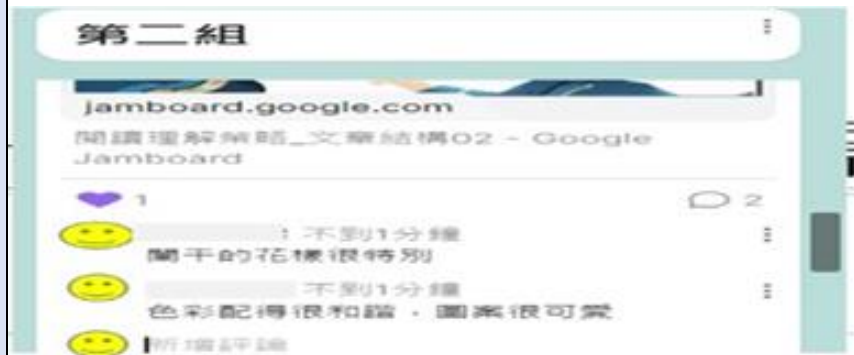 第二組
jamboard.google.com
閱讀理解策略_文章結構02 - Google
Jamboard
1
2
不到1分鐘
闌干的花樣很特別
不到1分鐘
色彩配得很和諧，圖案很可愛
新增評論